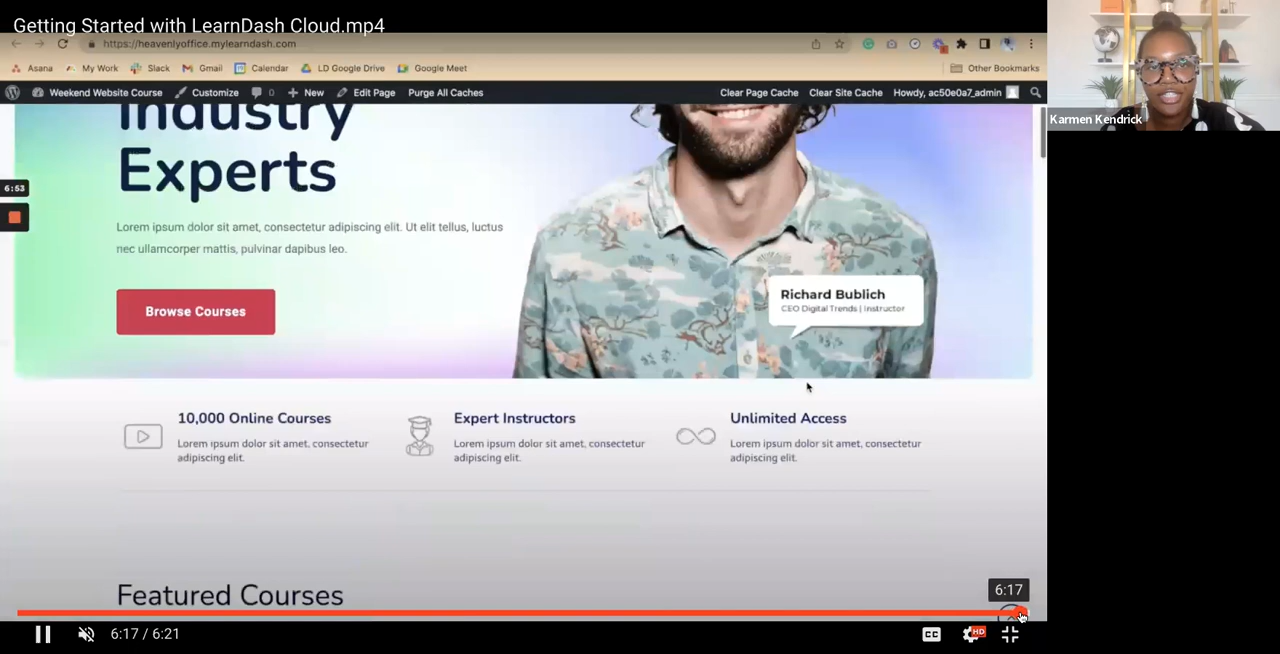 Getting Started with LearnDash Cloud.mp4
https://heavenlyoffice.mylearndash.com
Asana My Work Slack Gmail Calendar LD Google Drive Google Meet Other Bookmarks
Weekend Website Course Customize 0 New Edit Page Purge All Caches Clear Page Cache Clear Site Cache Howdy, ac50e0a7_admin
Karmen Kendrick
Industry
Experts
6:53
Lorem ipsum dolor sit amet, consectetur adipiscing elit. Ut elit tellus, luctus
nec ullamcorper mattis, pulvinar dapibus leo.
Browse Courses
Richard Bublich
CEO Digital Trends | Instructor
10,000 Online Courses
Lorem ipsum dolor sit amet, consectetur
adipiscing elit.
Expert Instructors
Lorem ipsum dolor sit amet, consectetur
adipiscing elit.
Unlimited Access
Lorem ipsum dolor sit amet, consectetur
adipiscing elit.
Featured Courses
6:17
6:17 / 6:21
CC
HD